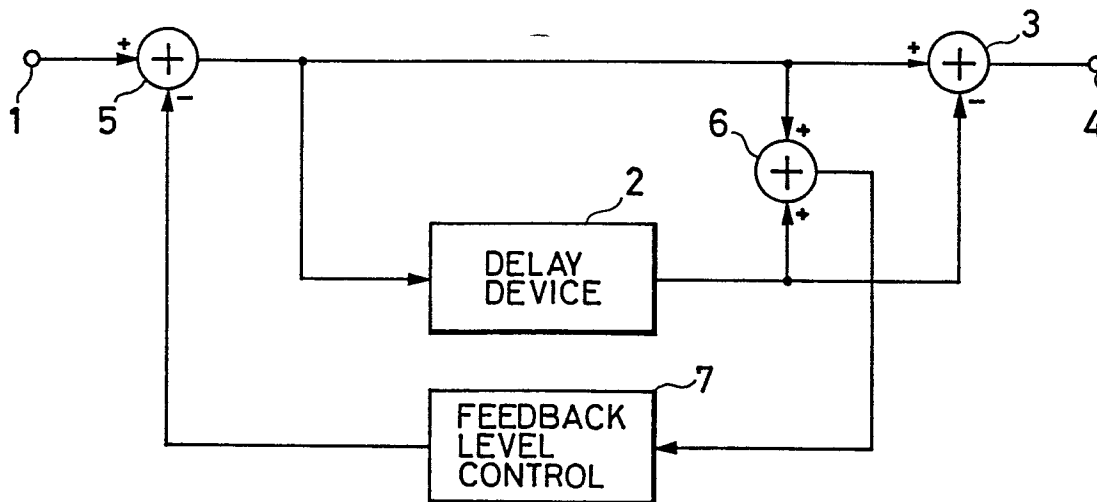 +
+
+
3
1
5
−
−
4
6
+
+
2
DELAY
DEVICE
7
FEEDBACK
LEVEL
CONTROL